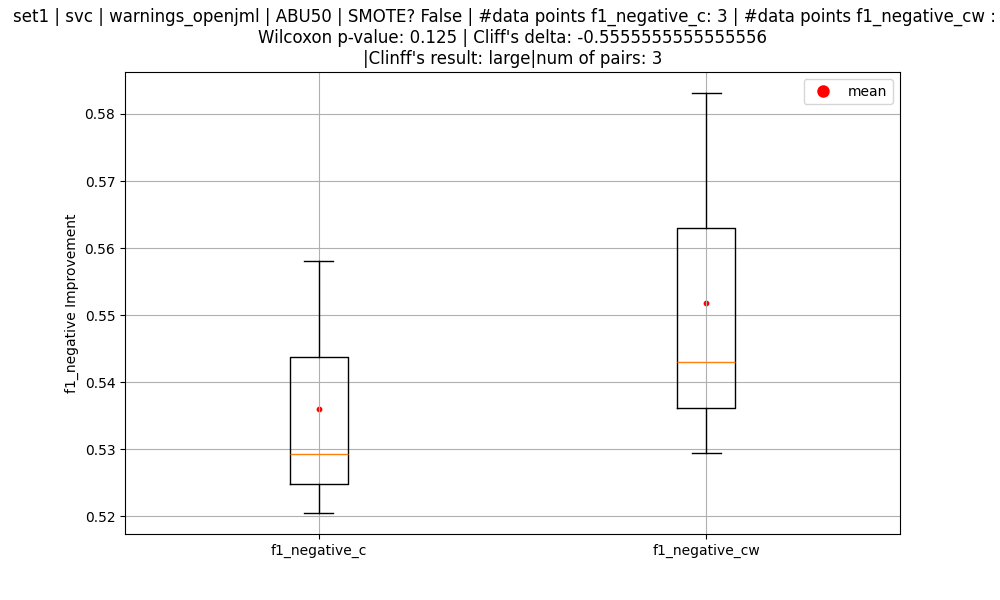 set1 | svc | warnings_openjml | ABU50 | SMOTE? False | #data points f1_negative_c: 3 | #data points f1_negative_cw :
Wilcoxon p-value: 0.125 | Cliff's delta: -0.5555555555555556
|Clinff's result: large|num of pairs: 3
mean
0.58
0.57
0.56
0.55
0.54
0.53
0.52
f1_negative Improvement
f1_negative_c
f1_negative_cw